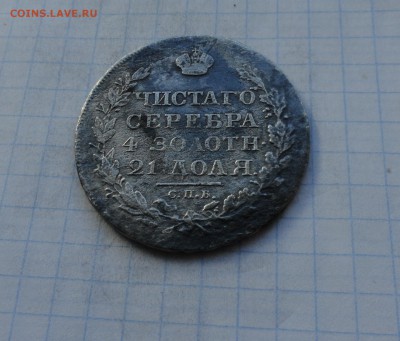 COINS.LAVE.RU
ЧИСТАГО
СЕРЕБРА
4 ЗОЛОТН.
21 ДОЛЯ.
С.П.Б.